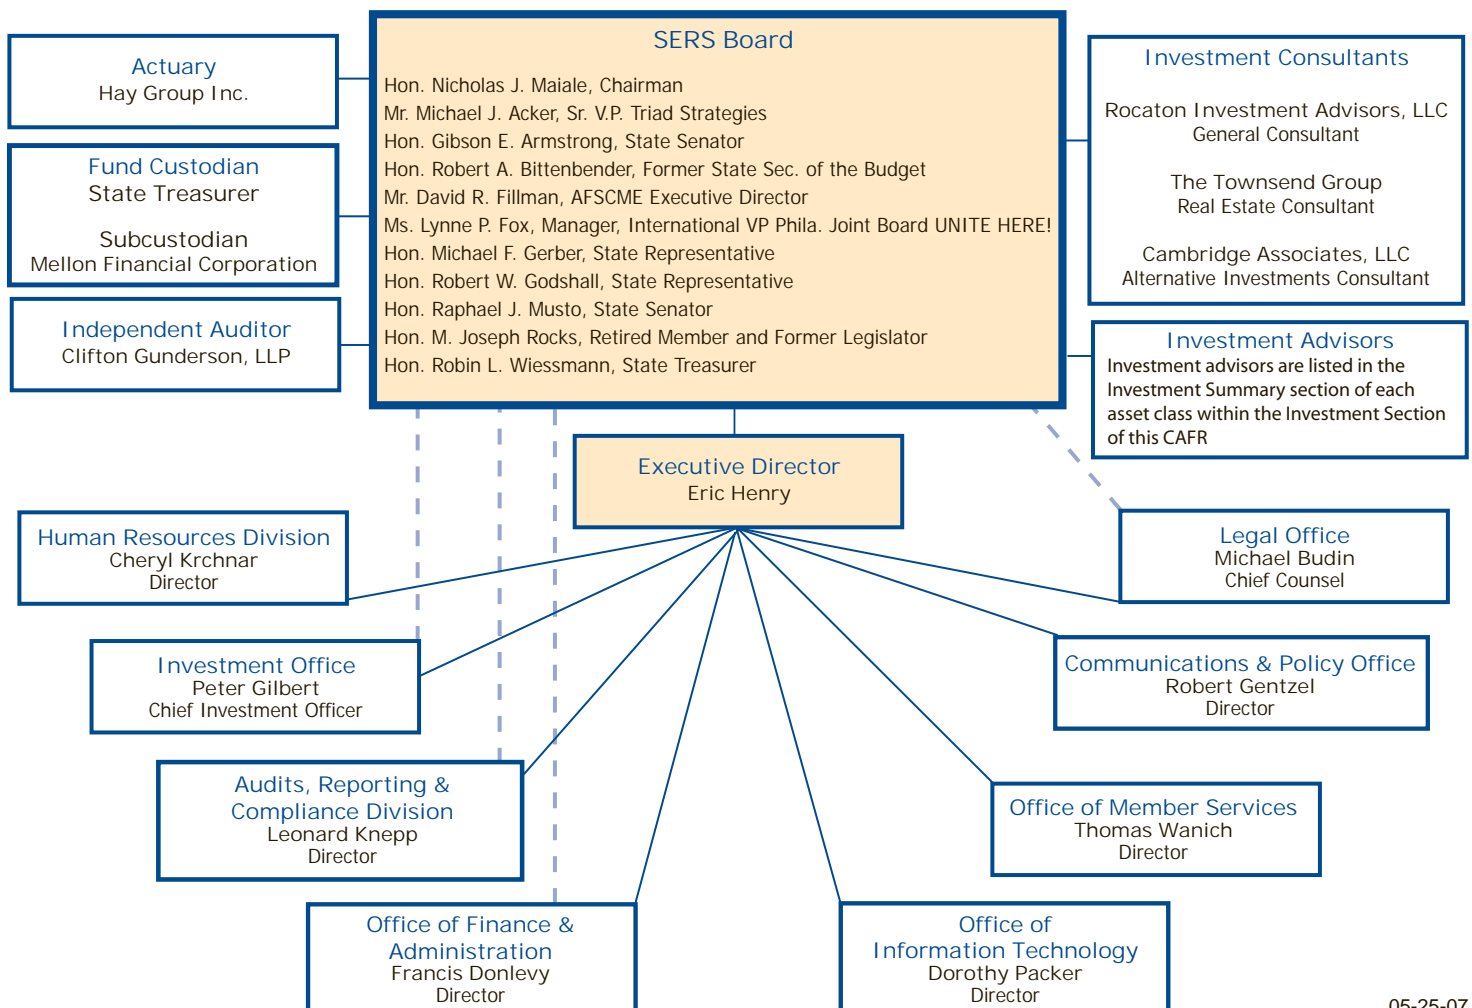 SERS Board
Hon. Nicholas J. Maiale, Chairman
Mr. Michael J. Acker, Sr. V.P. Triad Strategies
Hon. Gibson E. Armstrong, State Senator
Hon. Robert A. Bittenbender, Former State Sec. of the Budget
Mr. David R. Fillman, AFSCME Executive Director
Ms. Lynne P. Fox, Manager, International VP Phila. Joint Board UNITE HERE!
Hon. Michael F. Gerber, State Representative
Hon. Robert W. Godshall, State Representative
Hon. Raphael J. Musto, State Senator
Hon. M. Joseph Rocks, Retired Member and Former Legislator
Hon. Robin L. Wiessmann, State Treasurer
Actuary
Hay Group Inc.
Fund Custodian
State Treasurer
Subcustodian
Mellon Financial Corporation
Independent Auditor
Clifton Gunderson, LLP
Investment Consultants
Rocaton Investment Advisors, LLC
General Consultant
The Townsend Group
Real Estate Consultant
Cambridge Associates, LLC
Alternative Investments Consultant
Investment Advisors
Investment advisors are listed in the
Investment Summary section of each
asset class within the Investment Section
of this CAFR
Executive Director
Eric Henry
Human Resources Division
Cheryl Krchnar
Director
Legal Office
Michael Budin
Chief Counsel
Investment Office
Peter Gilbert
Chief Investment Officer
Communications & Policy Office
Robert Gentzel
Director
Audits, Reporting &
Compliance Division
Leonard Knepp
Director
Office of Member Services
Thomas Wanich
Director
Office of Finance &
Administration
Francis Donlevy
Director
Office of
Information Technology
Dorothy Packer
Director
05-25-07